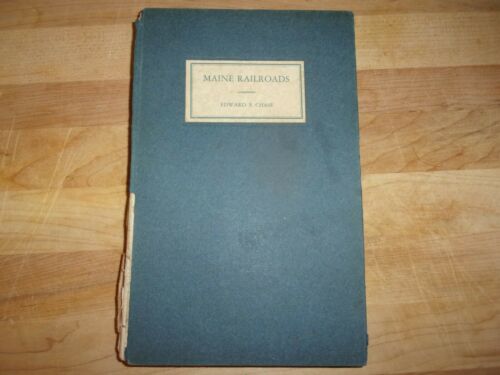 MAINE RAILROADS
EDWARD E. CHASE